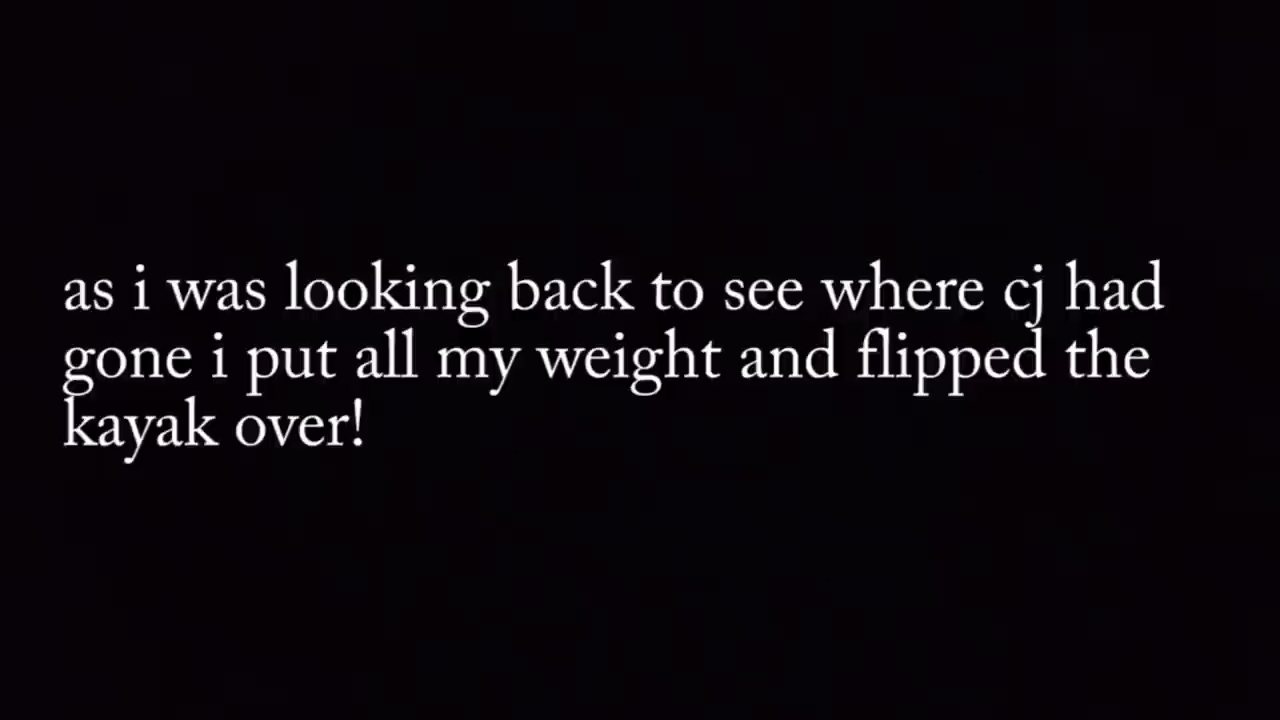 as i was looking back to see where cj had
gone i put all my weight and flipped the
kayak over!